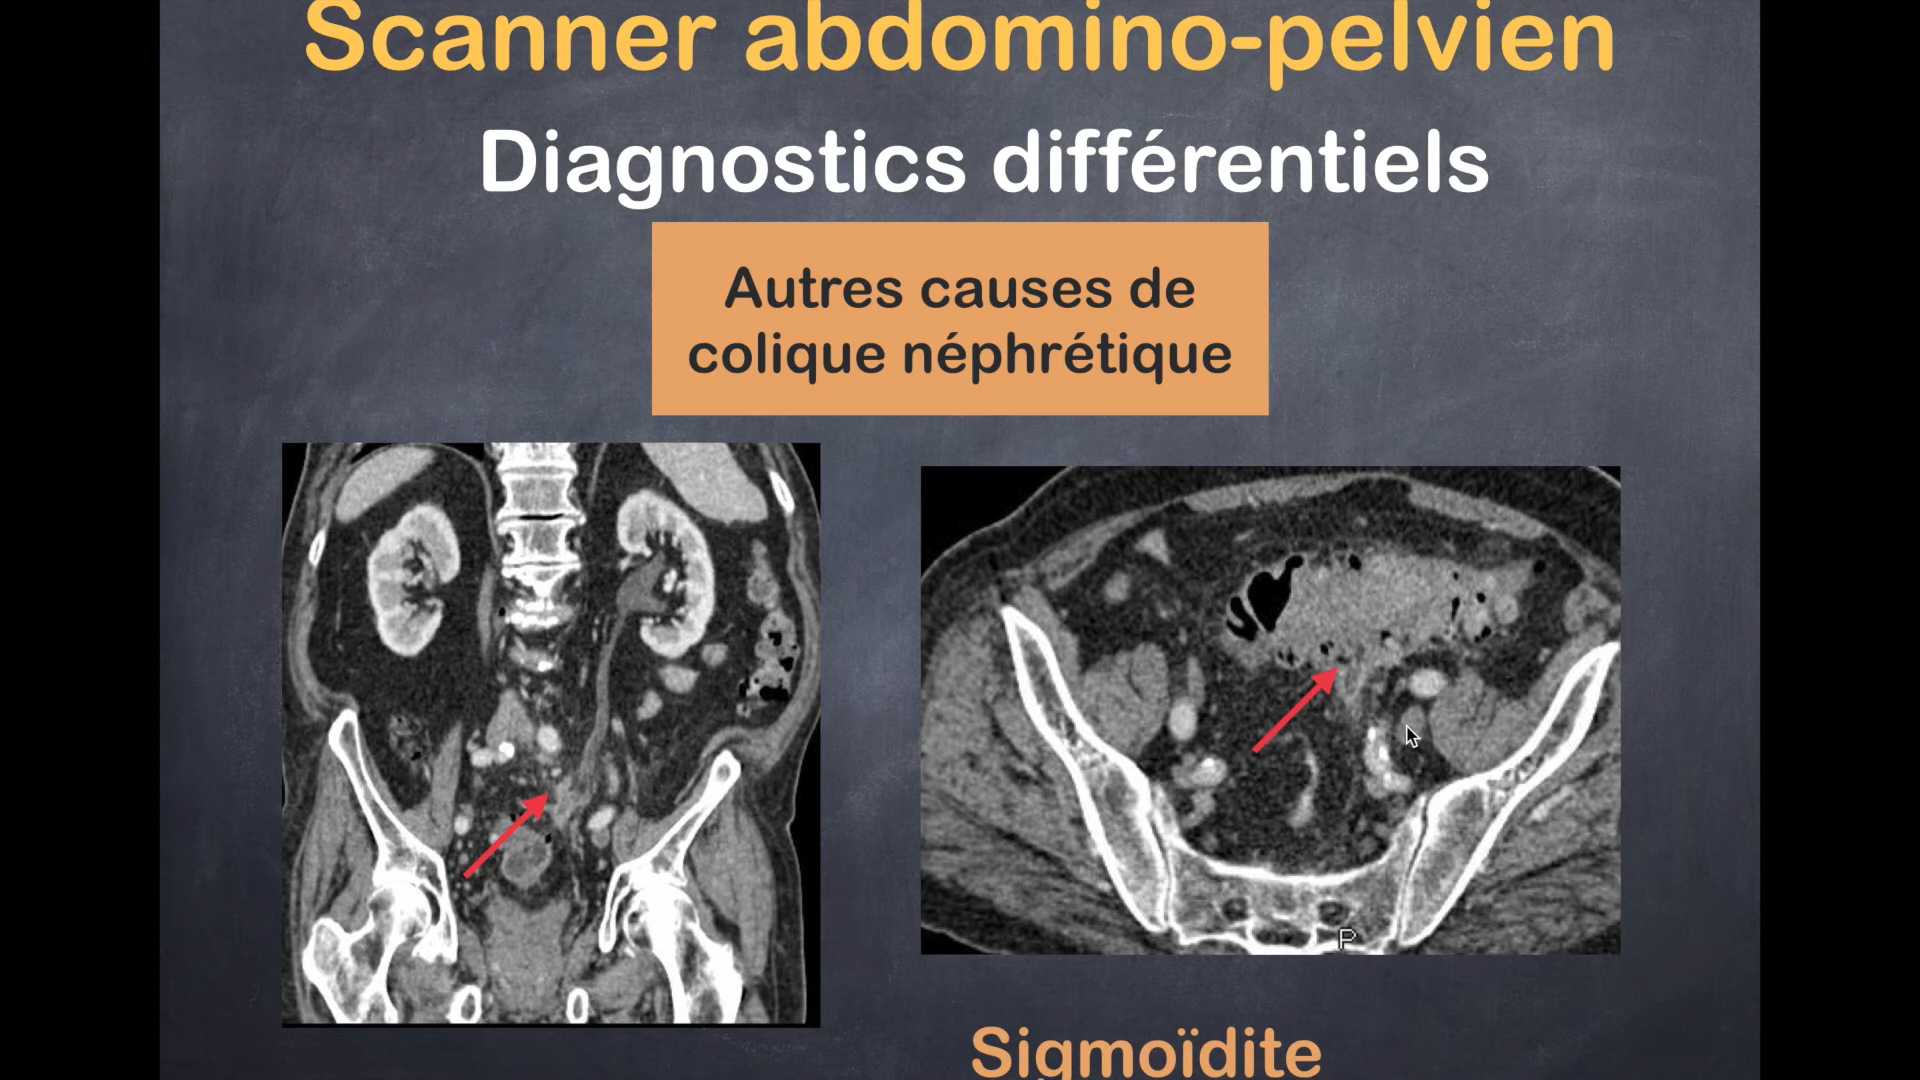 Scanner abdomino-pelvien
Diagnostics différentiels
Autres causes de
colique néphrétique
P
Sigmoïdite